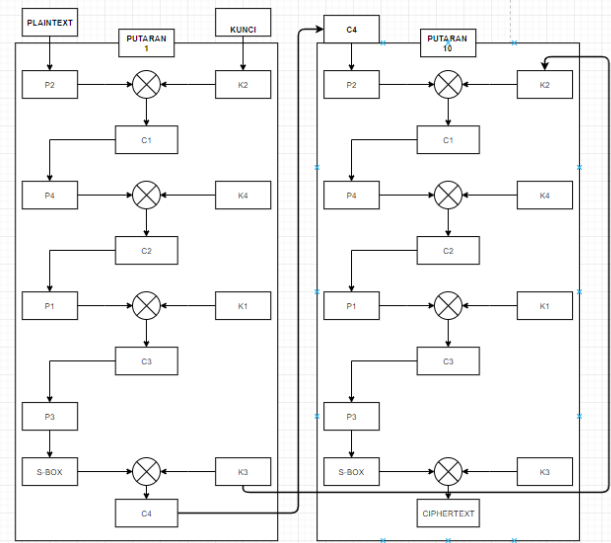 PLAINTEXT
KUNCI
PUTARAN
1
P2
K2
C1
P4
K4
C2
P1
K1
C3
P3
S-BOX
K3
C4
C4
PUTARAN
10
P2
K2
C1
P4
K4
C2
P1
K1
C3
P3
S-BOX
K3
CIPHERTEXT